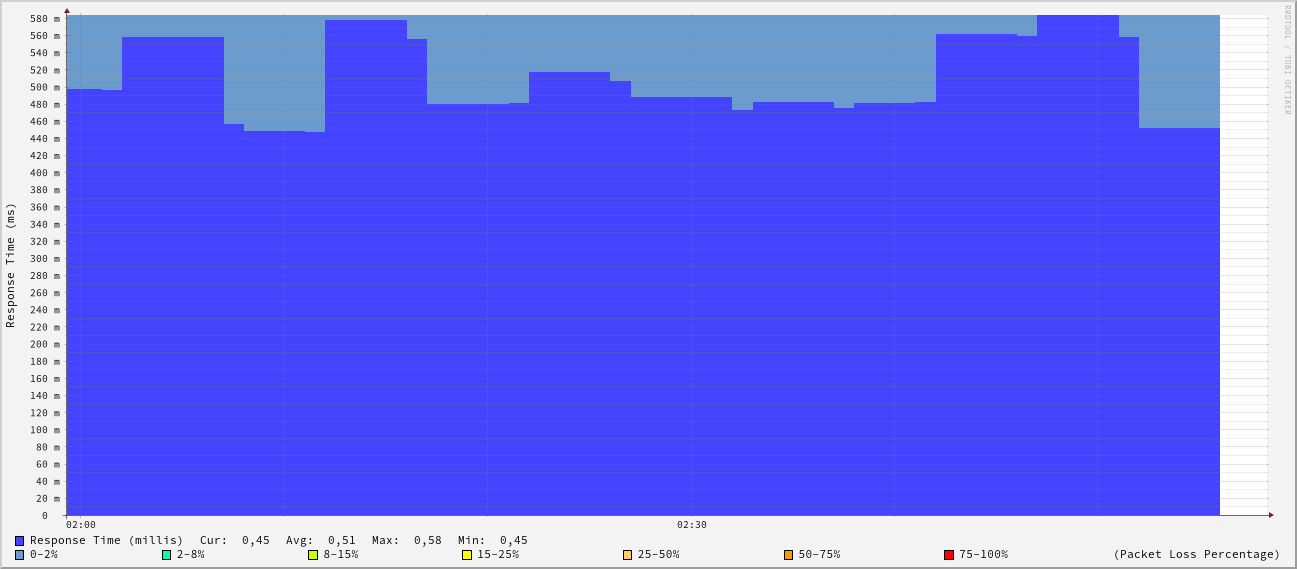 RRDTOOL / TOBI OETIKER
Response Time (ms)
580 m
560 m
540 m
520 m
500 m
480 m
460 m
440 m
420 m
400 m
380 m
360 m
340 m
320 m
300 m
280 m
260 m
240 m
220 m
200 m
180 m
160 m
140 m
120 m
100 m
80 m
60 m
40 m
20 m
0
02:00 02:30
Response Time (millis) Cur: 0,45 Avg: 0,51 Max: 0,58 Min: 0,45
0-2% 2-8% 8-15% 15-25% 25-50% 50-75% 75-100% (Packet Loss Percentage)